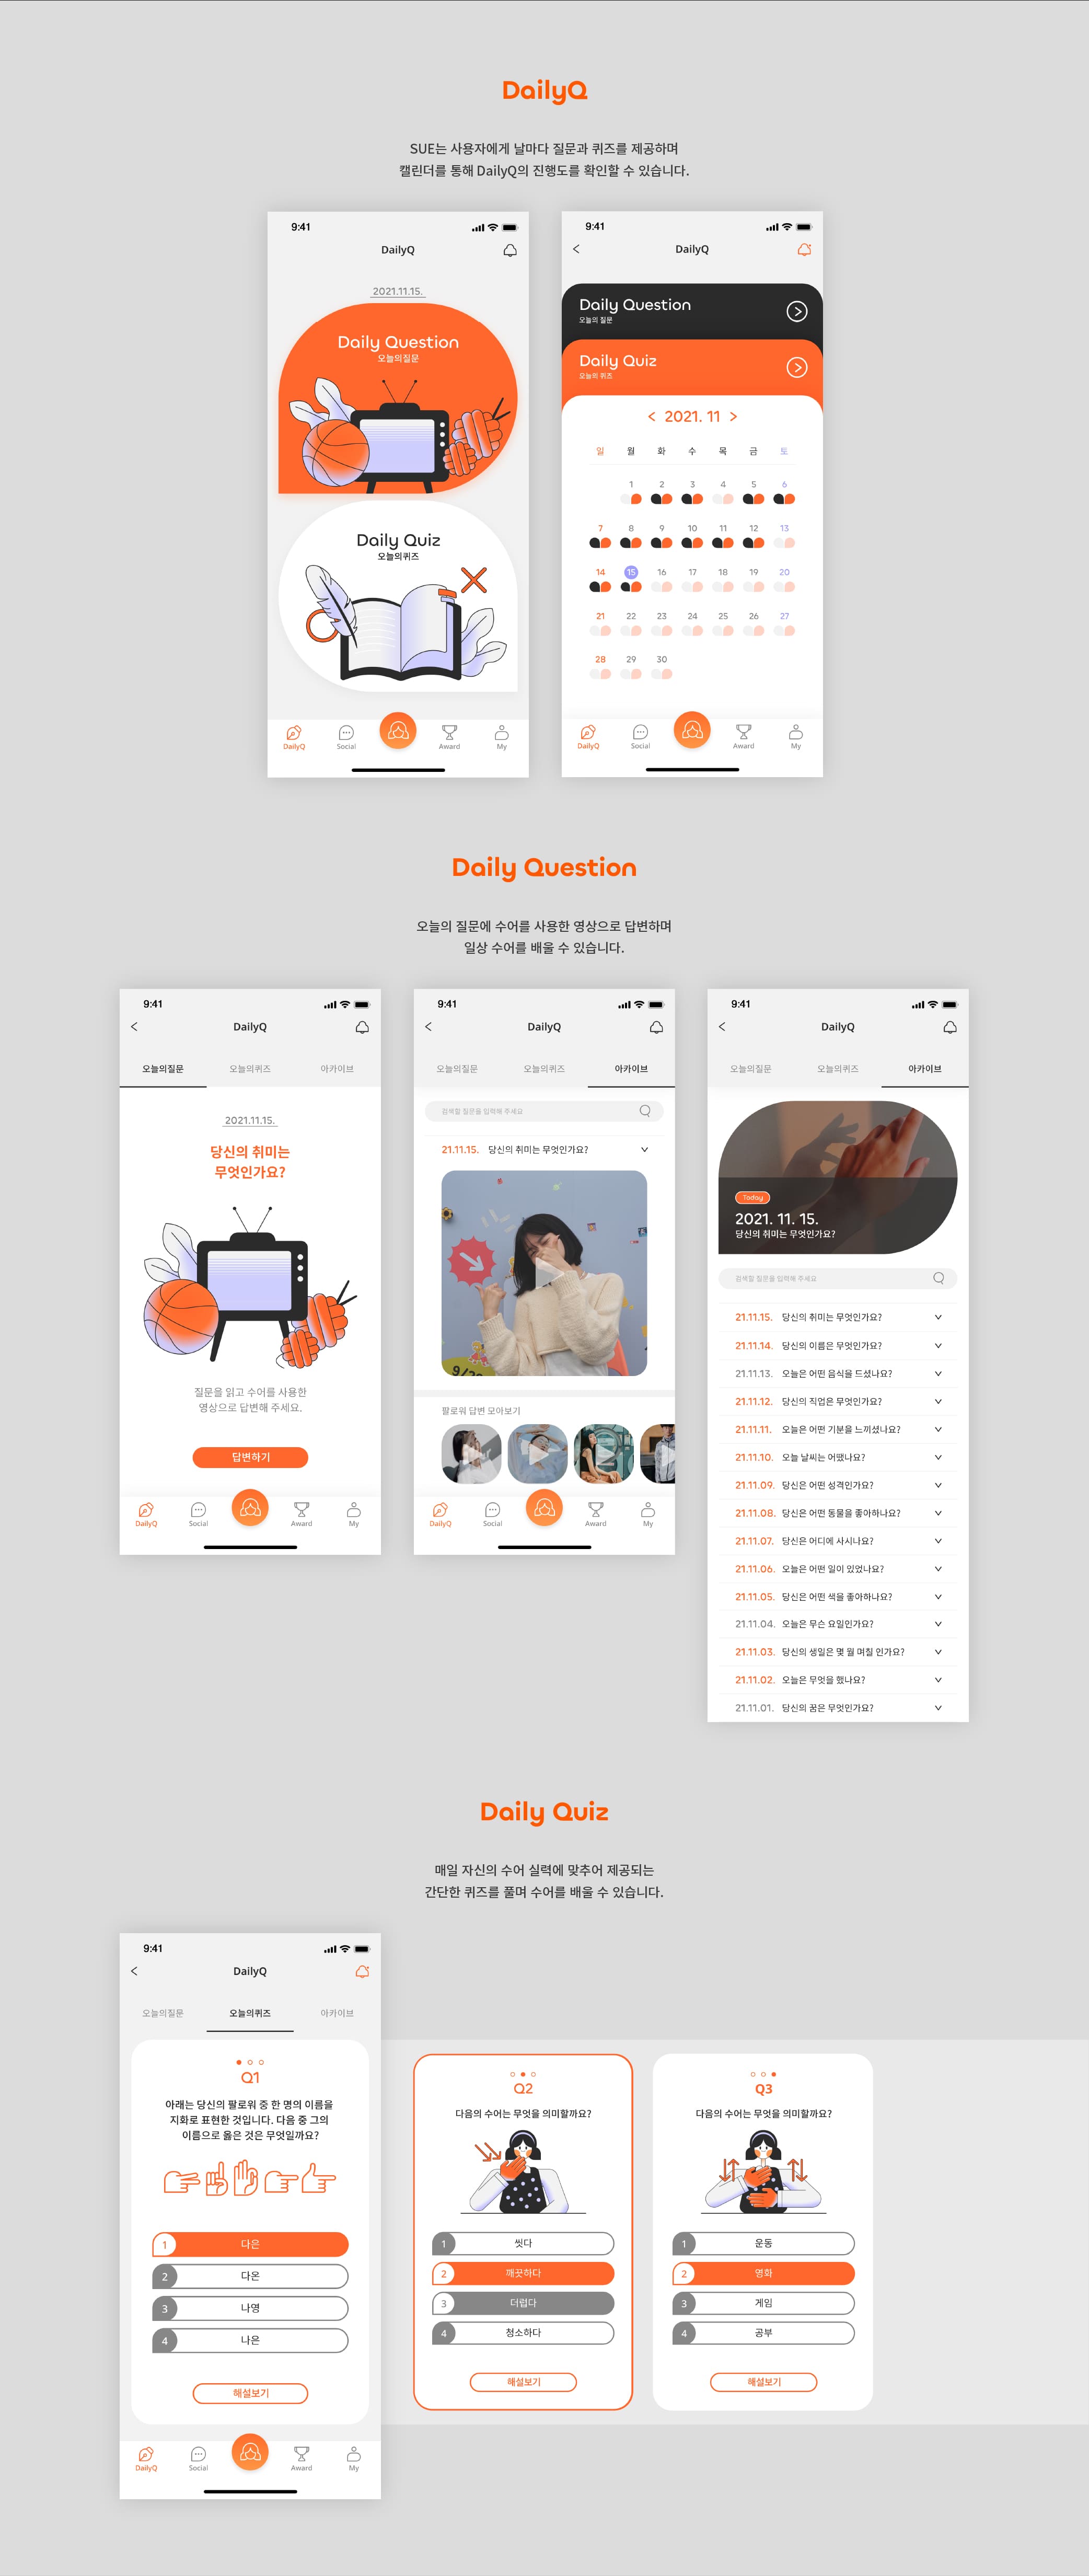 DailyQ
SUE는 사용자에게 날마다 질문과 퀴즈를 제공하며
캘린더를 통해 DailyQ의 진행도를 확인할 수 있습니다.
9:41
DailyQ
2021.11.15.
Daily Question
오늘의질문
Daily Quiz
오늘의퀴즈
DailyQ Social Award My
9:41
DailyQ
Daily Question
오늘의 질문
Daily Quiz
오늘의 퀴즈
< 2021. 11 >
일 월 화 수 목 금 토
1 2 3 4 5 6
7 8 9 10 11 12 13
14 15 16 17 18 19 20
21 22 23 24 25 26 27
28 29 30
DailyQ Social Award My
Daily Question
오늘의 질문에 수어를 사용한 영상으로 답변하며
일상 수어를 배울 수 있습니다.
9:41
DailyQ
오늘의질문 오늘의퀴즈 아카이브
2021.11.15.
당신의 취미는
무엇인가요?
질문을 읽고 수어를 사용한
영상으로 답변해 주세요.
답변하기
DailyQ Social Award My
9:41
DailyQ
오늘의질문 오늘의퀴즈 아카이브
검색할 질문을 입력해 주세요
21.11.15. 당신의 취미는 무엇인가요?
팔로워 답변 모아보기
DailyQ Social Award My
9:41
DailyQ
오늘의질문 오늘의퀴즈 아카이브
Today
2021. 11. 15.
당신의 취미는 무엇인가요?
검색할 질문을 입력해 주세요
21.11.15. 당신의 취미는 무엇인가요?
21.11.14. 당신의 이름은 무엇인가요?
21.11.13. 오늘은 어떤 음식을 드셨나요?
21.11.12. 당신의 직업은 무엇인가요?
21.11.11. 오늘은 어떤 기분을 느끼셨나요?
21.11.10. 오늘 날씨는 어땠나요?
21.11.09. 당신은 어떤 성격인가요?
21.11.08. 당신은 어떤 동물을 좋아하나요?
21.11.07. 당신은 어디에 사시나요?
21.11.06. 오늘은 어떤 일이 있었나요?
21.11.05. 당신은 어떤 색을 좋아하나요?
21.11.04. 오늘은 무슨 요일인가요?
21.11.03. 당신의 생일은 몇 월 며칠 인가요?
21.11.02. 오늘은 무엇을 했나요?
21.11.01. 당신의 꿈은 무엇인가요?
Daily Quiz
매일 자신의 수어 실력에 맞추어 제공되는
간단한 퀴즈를 풀며 수어를 배울 수 있습니다.
9:41
DailyQ
오늘의질문 오늘의퀴즈 아카이브
Q1
아래는 당신의 팔로워 중 한 명의 이름을
지화로 표현한 것입니다. 다음 중 그의
이름으로 옳은 것은 무엇일까요?
1 다은
2 다온
3 나영
4 나은
해설보기
DailyQ Social Award My
Q2
다음의 수어는 무엇을 의미할까요?
1 씻다
2 깨끗하다
3 더럽다
4 청소하다
해설보기
Q3
다음의 수어는 무엇을 의미할까요?
1 운동
2 영화
3 게임
4 공부
해설보기